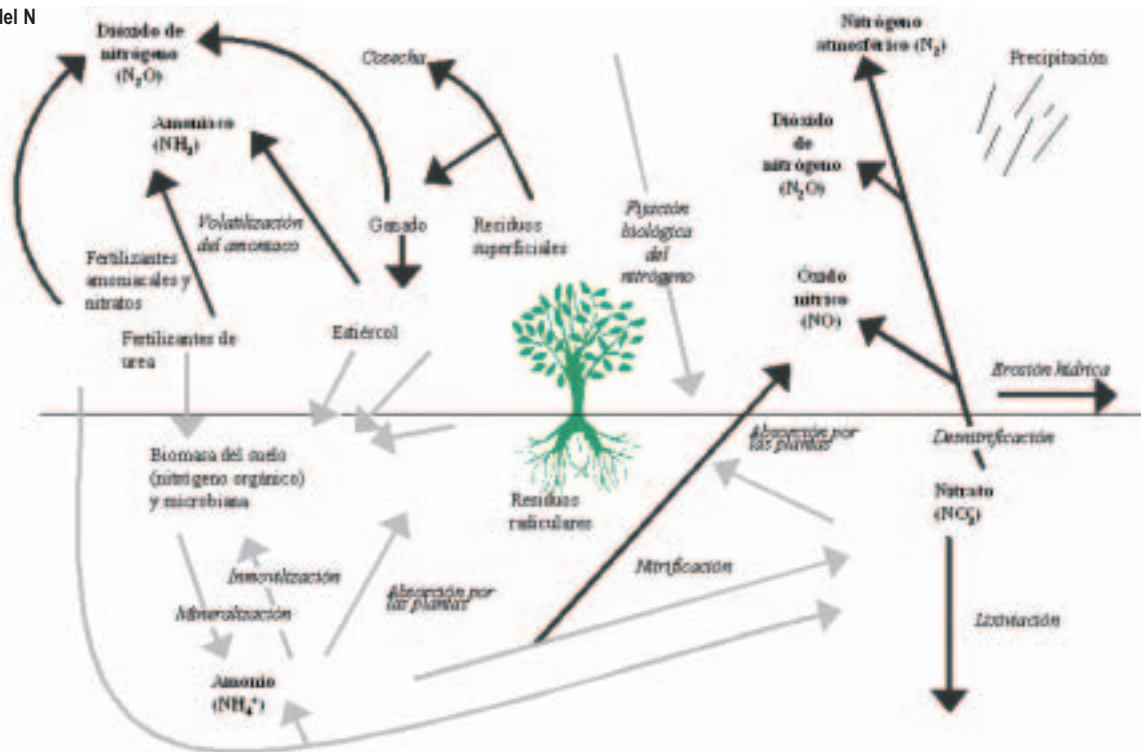 del N
Dióxido de
nitrógeno
(N₂O)
Cosecha
Nitrógeno
atmosférico (N₂)
Precipitación
Amoníaco
(NH₃)
Dióxido
de
nitrógeno
(N₂O)
Volatilización
del amoníaco
Ganado
Residuos
superficiales
Fijación
biológica
del
nitrógeno
Fertilizantes
amoniacales y
nitratos
Óxido
nítrico
(NO)
Fertilizantes de
urea
Estiércol
Erosión hídrica
Biomasa del suelo
(nitrógeno orgánico)
y microbiana
Absorción por
las plantas
Desnitrificación
Residuos
radiculares
Nitrato
Inmovilización
Nitrificación
Mineralización
Absorción por
las plantas
Lixiviación
Amonio
(NH₄⁺)